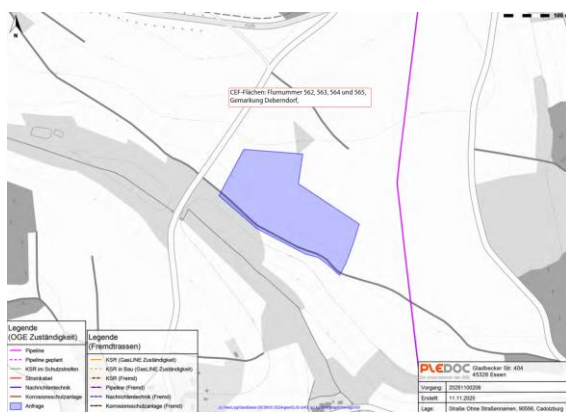 N
CEF-Flächen: Flurnummer 562, 563, 564 und 565,
Gemarkung Deberndorf,
Legende
(OGE Zuständigkeit)
Pipeline
Pipeline geplant
KSR im Schutzstreifen
Stromkabel
Nachrichtentechnik
Korrosionsschutzanlage
Anfrage
Legende
(Fremdtrassen)
KSR (GasLINE Zuständigkeit)
KSR in Bau (GasLINE Zuständigkeit)
KSR (Fremd)
Pipeline (Fremd)
Nachrichtentechnik (Fremd)
Korrosionsschutzanlage (Fremd)
PLEDOC
Gladbecker Str. 404
45326 Essen
Vorgang: 20251100206
Erstellt: 11.11.2025
Lage: Straße Ohne Straßenname, 90556, Cadolzburg